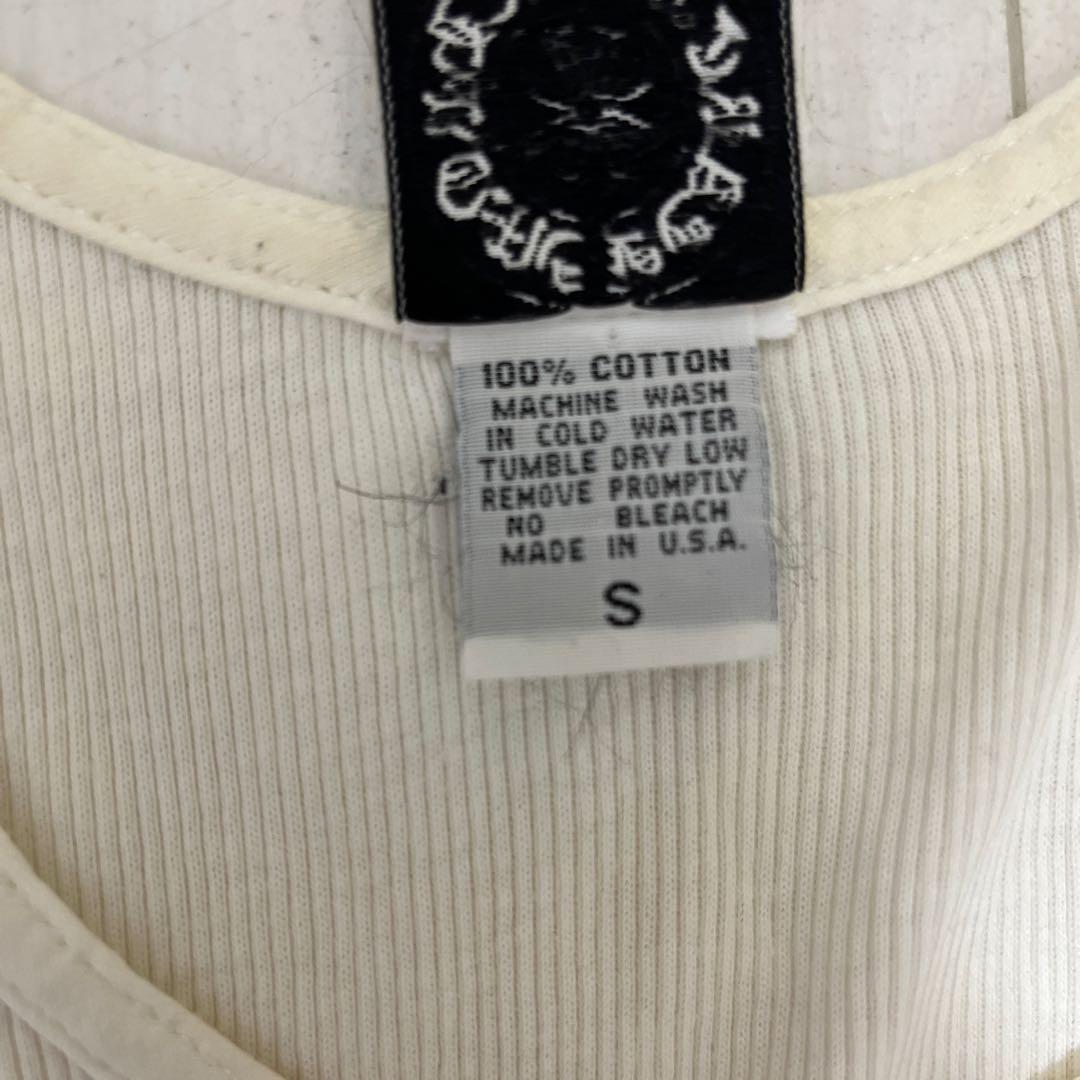 100% COTTON
MACHINE WASH
IN COLD WATER
TUMBLE DRY LOW
REMOVE PROMPTLY
NO BLEACH
MADE IN U.S.A.
S